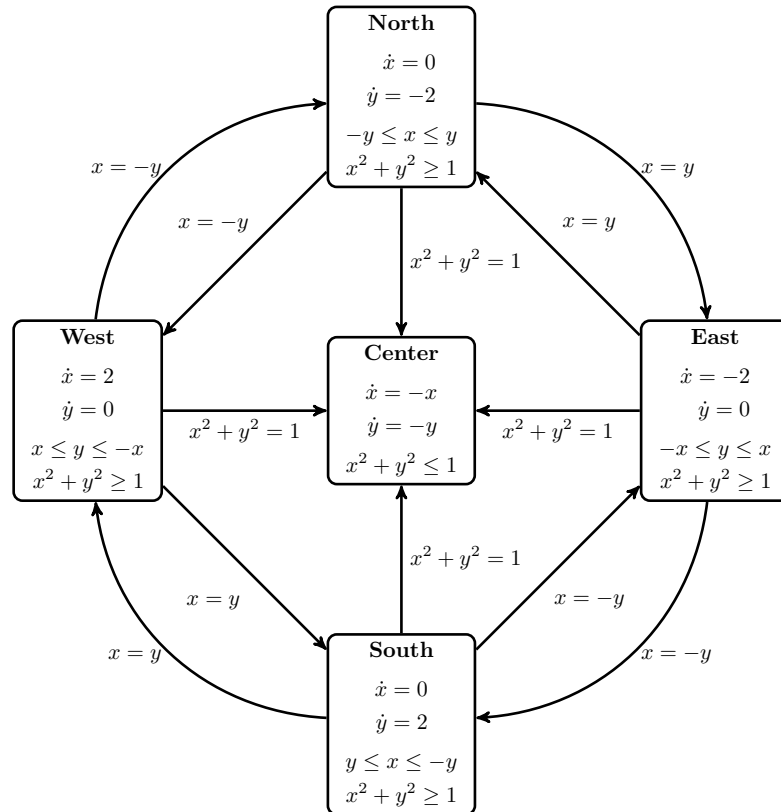 North
ẋ = 0
ẏ = −2
−y ≤ x ≤ y
x² + y² ≥ 1
x = −y
x = y
x = −y
x = y
x² + y² = 1
West
ẋ = 2
ẏ = 0
x ≤ y ≤ −x
x² + y² ≥ 1
Center
ẋ = −x
ẏ = −y
x² + y² ≤ 1
East
ẋ = −2
ẏ = 0
−x ≤ y ≤ x
x² + y² ≥ 1
x² + y² = 1
x² + y² = 1
x² + y² = 1
x = y
x = −y
x = y
x = −y
South
ẋ = 0
ẏ = 2
y ≤ x ≤ −y
x² + y² ≥ 1